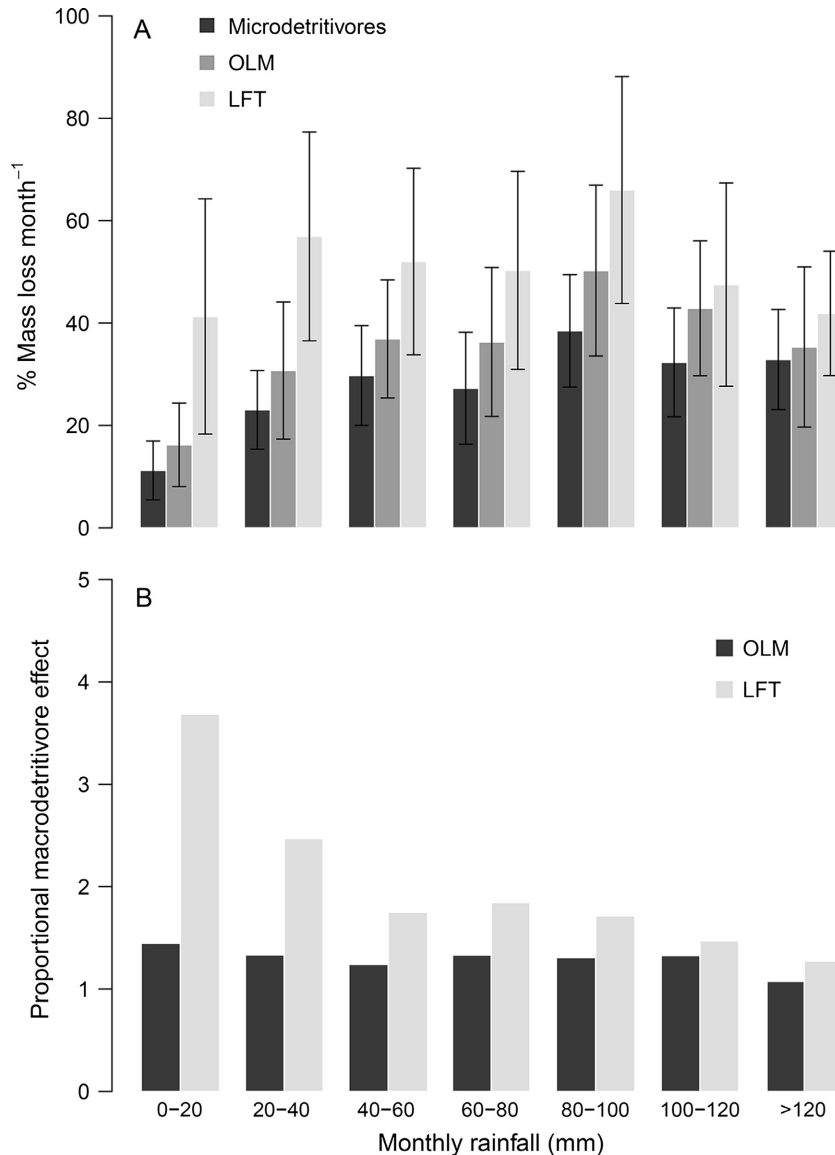 A
Microdetritivores
OLM
LFT
100
80
60
40
20
0
% Mass loss month⁻¹
B
OLM
LFT
5
4
3
2
1
0
Proportional macrodetritivore effect
0−20 20−40 40−60 60−80 80−100 100−120 >120
Monthly rainfall (mm)